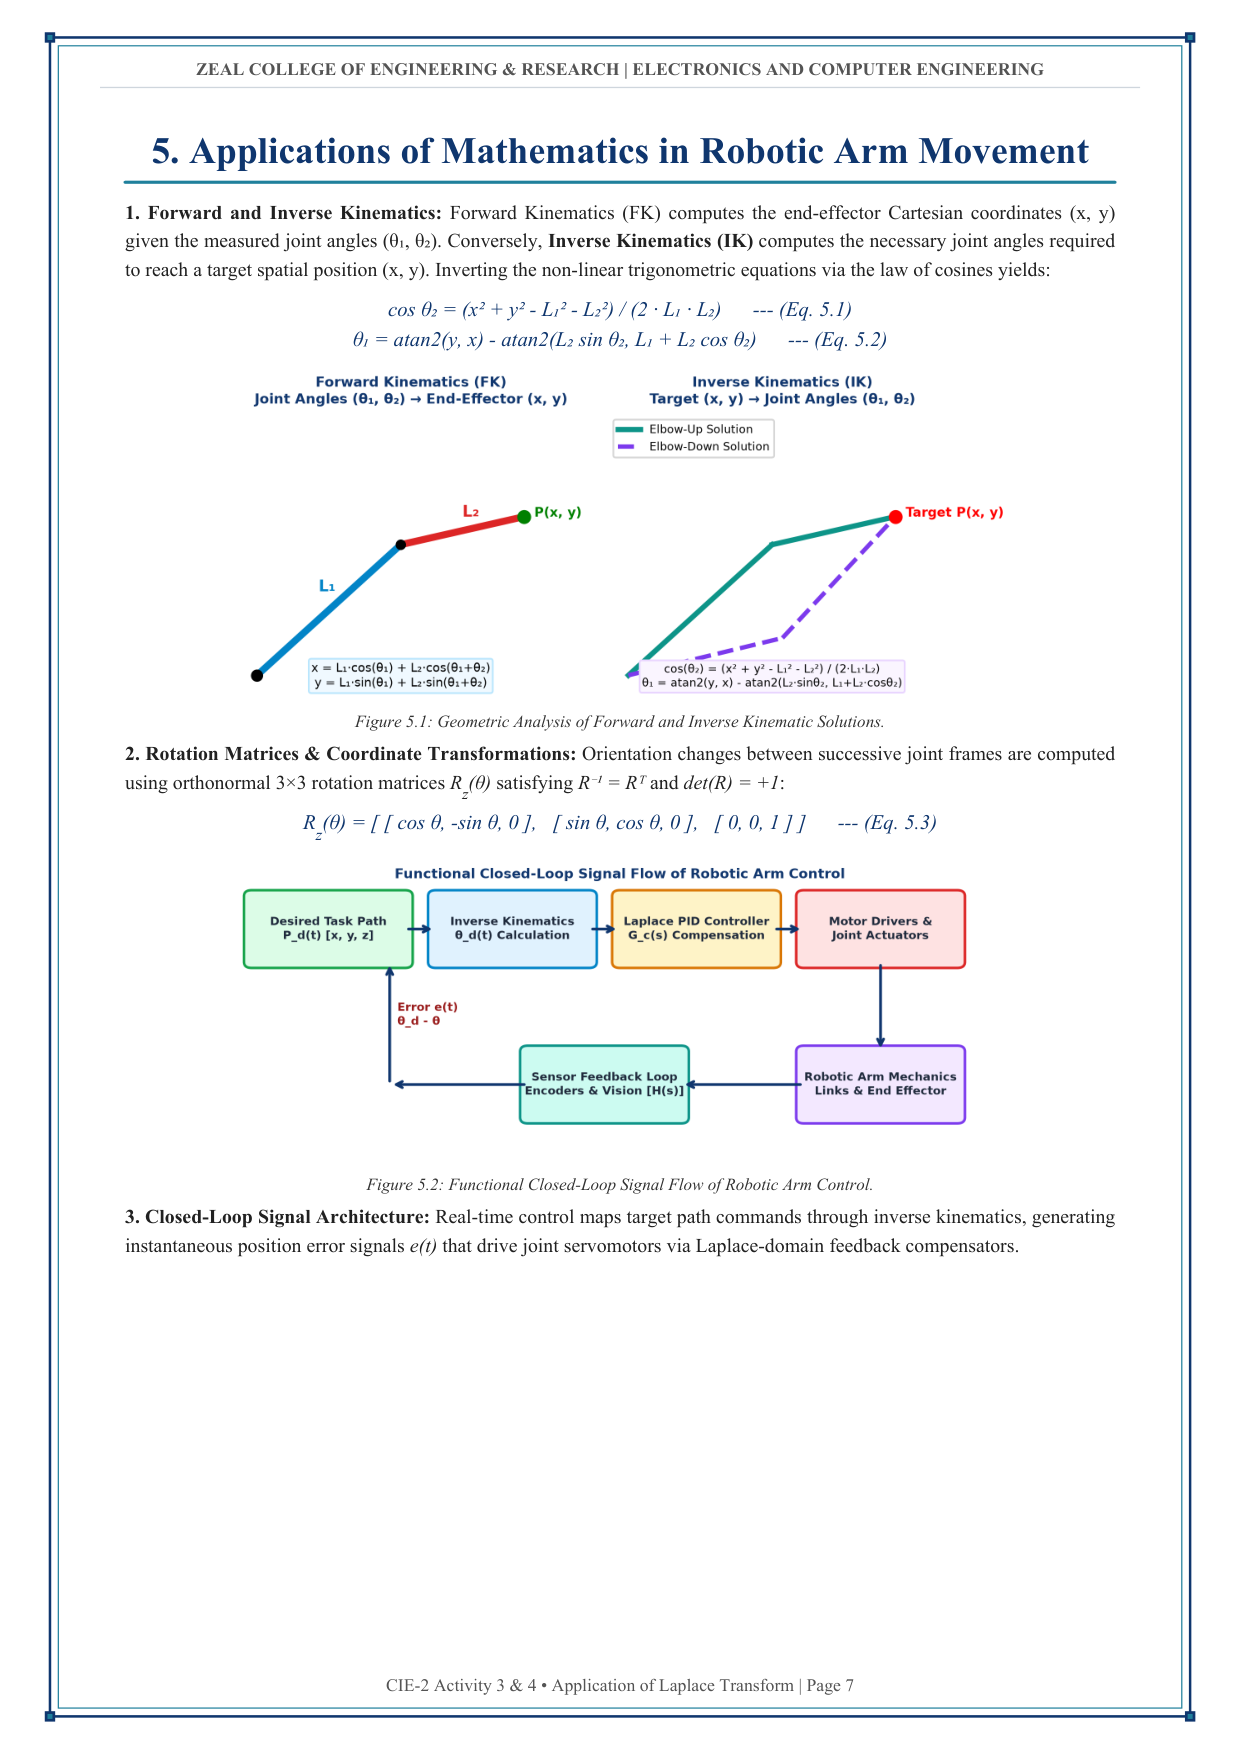 ZEAL COLLEGE OF ENGINEERING & RESEARCH | ELECTRONICS AND COMPUTER ENGINEERING
5. Applications of Mathematics in Robotic Arm Movement
1. Forward and Inverse Kinematics: Forward Kinematics (FK) computes the end-effector Cartesian coordinates (x, y)
given the measured joint angles (θ₁, θ₂). Conversely, Inverse Kinematics (IK) computes the necessary joint angles required
to reach a target spatial position (x, y). Inverting the non-linear trigonometric equations via the law of cosines yields:
cos θ₂ = (x² + y² - L₁² - L₂²) / (2 · L₁ · L₂) --- (Eq. 5.1)
θ₁ = atan2(y, x) - atan2(L₂ sin θ₂, L₁ + L₂ cos θ₂) --- (Eq. 5.2)
Forward Kinematics (FK)
Joint Angles (θ₁, θ₂) → End-Effector (x, y)
L₂
P(x, y)
L₁
x = L₁·cos(θ₁) + L₂·cos(θ₁+θ₂)
y = L₁·sin(θ₁) + L₂·sin(θ₁+θ₂)
Inverse Kinematics (IK)
Target (x, y) → Joint Angles (θ₁, θ₂)
Elbow-Up Solution
Elbow-Down Solution
Target P(x, y)
cos(θ₂) = (x² + y² - L₁² - L₂²) / (2·L₁·L₂)
θ₁ = atan2(y, x) - atan2(L₂·sinθ₂, L₁+L₂·cosθ₂)
Figure 5.1: Geometric Analysis of Forward and Inverse Kinematic Solutions.
2. Rotation Matrices & Coordinate Transformations: Orientation changes between successive joint frames are computed
using orthonormal 3×3 rotation matrices R_z(θ) satisfying R⁻¹ = Rᵀ and det(R) = +1:
R_z(θ) = [ [ cos θ, -sin θ, 0 ], [ sin θ, cos θ, 0 ], [ 0, 0, 1 ] ] --- (Eq. 5.3)
Functional Closed-Loop Signal Flow of Robotic Arm Control
Desired Task Path
P_d(t) [x, y, z]
Inverse Kinematics
θ_d(t) Calculation
Laplace PID Controller
G_c(s) Compensation
Motor Drivers &
Joint Actuators
Error e(t)
θ_d - θ
Sensor Feedback Loop
Encoders & Vision [H(s)]
Robotic Arm Mechanics
Links & End Effector
Figure 5.2: Functional Closed-Loop Signal Flow of Robotic Arm Control.
3. Closed-Loop Signal Architecture: Real-time control maps target path commands through inverse kinematics, generating
instantaneous position error signals e(t) that drive joint servomotors via Laplace-domain feedback compensators.
CIE-2 Activity 3 & 4 • Application of Laplace Transform | Page 7